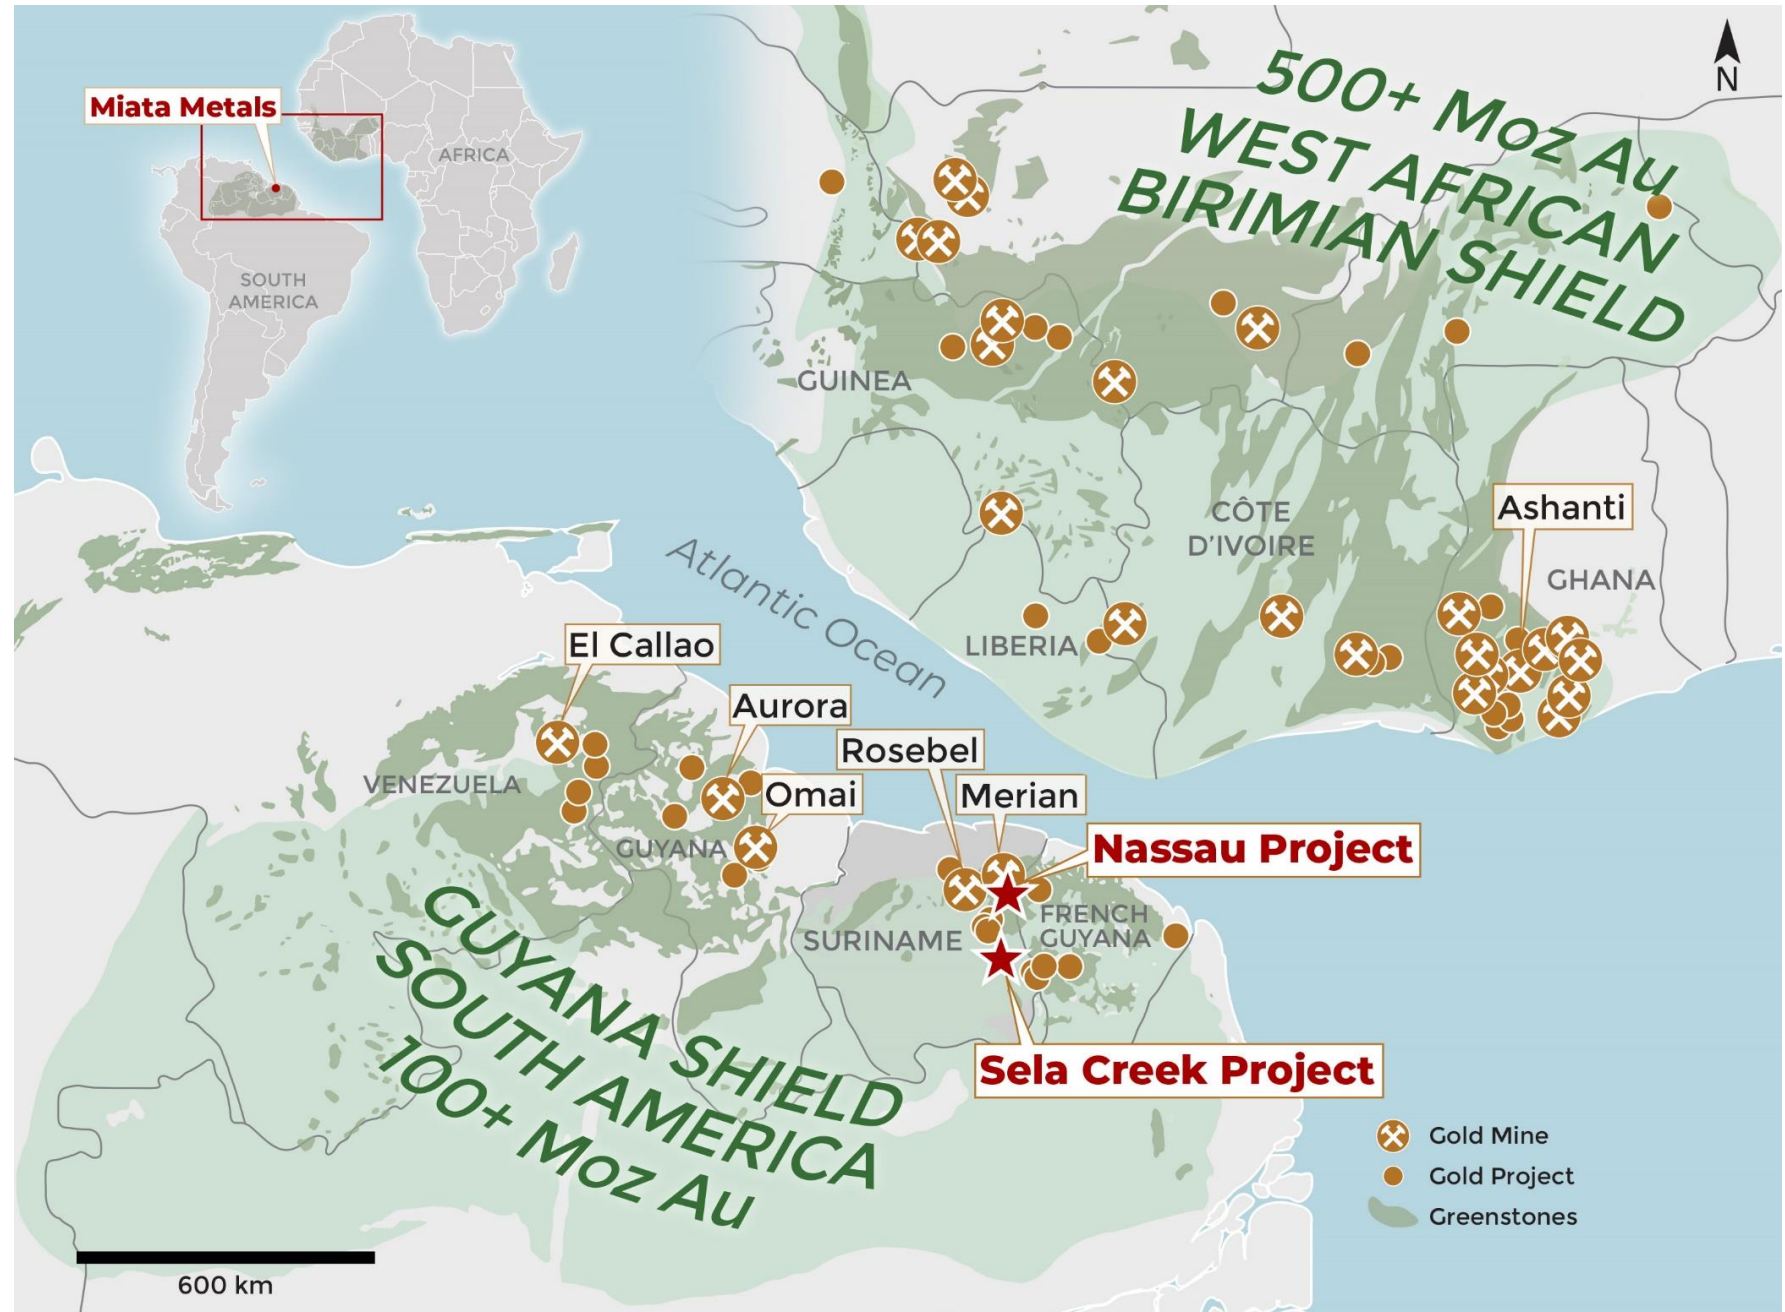 Miata Metals
AFRICA
SOUTH
AMERICA
N
500+ Moz Au
WEST AFRICAN
BIRIMIAN SHIELD
GUINEA
CÔTE
D'IVOIRE
Ashanti
GHANA
LIBERIA
Atlantic Ocean
El Callao
Aurora
Rosebel
Omai
Merian
VENEZUELA
GUYANA
Nassau Project
SURINAME
FRENCH
GUYANA
Sela Creek Project
GUYANA SHIELD
SOUTH AMERICA
100+ Moz Au
Gold Mine
Gold Project
Greenstones
600 km